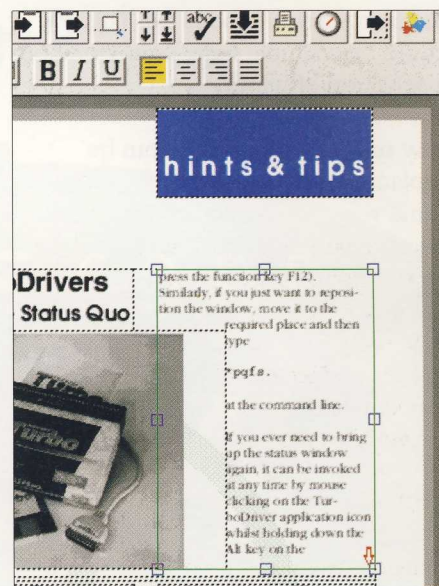 abc
B I U
hints & tips
oDrivers
Status Quo
press the function key F12).
Similarly, if you just want to reposi-
tion the window, move it to the
required place and then
type
*pqfs.
at the command line.
If you ever need to bring
up the status window
again, it can be invoked
at any time by mouse
clicking on the Tur-
boDriver application icon
whilst holding down the
Alt key on the
Turbo